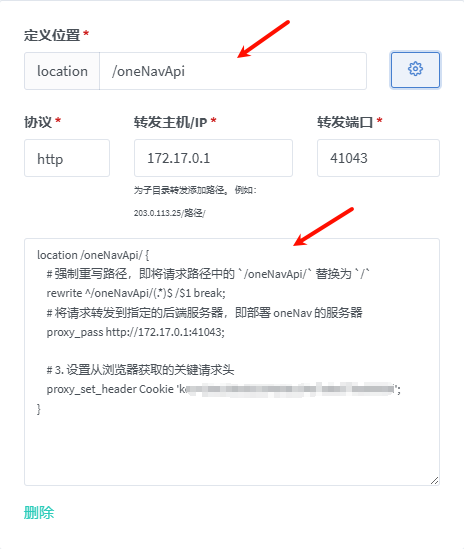 定义位置 *
location /oneNavApi
协议 * 转发主机/IP * 转发端口 *
http 172.17.0.1 41043
为子目录转发添加路径。 例如：
203.0.113.25/路径/
location /oneNavApi/ {
# 强制重写路径，即将请求路径中的 `/oneNavApi/` 替换为 `/`
rewrite ^/oneNavApi/(.*)$ /$1 break;
# 将请求转发到指定的后端服务器，即部署 oneNav 的服务器
proxy_pass http://172.17.0.1:41043;
# 3. 设置从浏览器获取的关键请求头
proxy_set_header Cookie '
}
删除